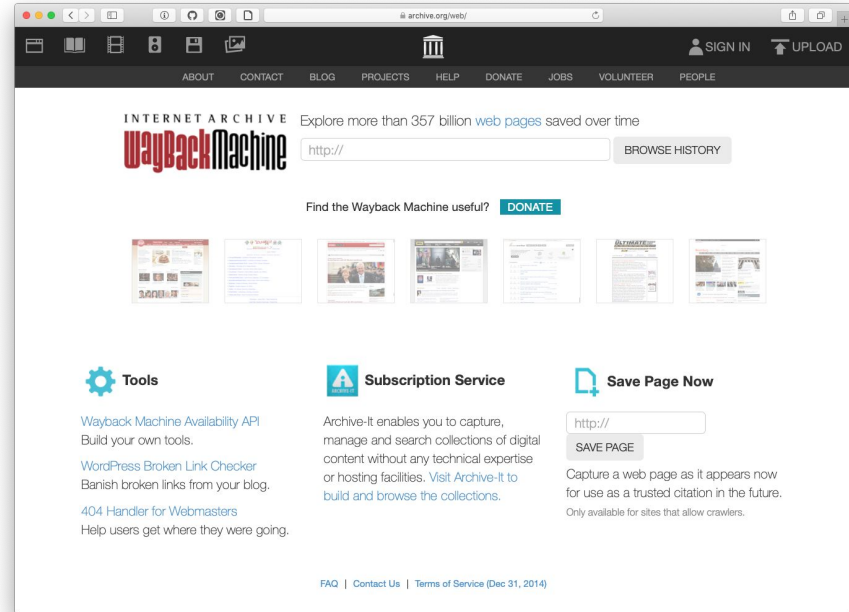 archive.org/web/
SIGN IN
UPLOAD
ABOUT CONTACT BLOG PROJECTS HELP DONATE JOBS VOLUNTEER PEOPLE
INTERNET ARCHIVE
WayBackMachine
Explore more than 357 billion web pages saved over time
http://
BROWSE HISTORY
Find the Wayback Machine useful?
DONATE
Tools
Wayback Machine Availability API
Build your own tools.
WordPress Broken Link Checker
Banish broken links from your blog.
404 Handler for Webmasters
Help users get where they were going.
Subscription Service
Archive-It enables you to capture,
manage and search collections of digital
content without any technical expertise
or hosting facilities. Visit Archive-It to
build and browse the collections.
Save Page Now
http://
SAVE PAGE
Capture a web page as it appears now
for use as a trusted citation in the future.
Only available for sites that allow crawlers.
FAQ | Contact Us | Terms of Service (Dec 31, 2014)